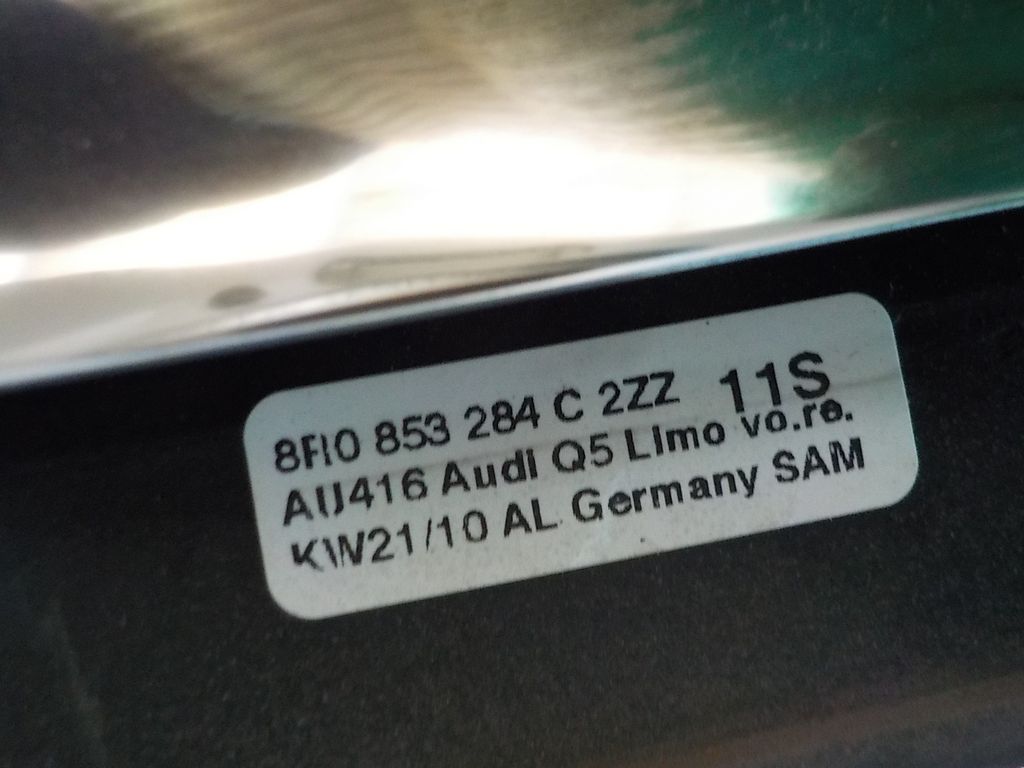 8R0 853 284 C 2ZZ 11S
AU416 Audi Q5 Limo vo.re.
KW21/10 AL Germany SAM